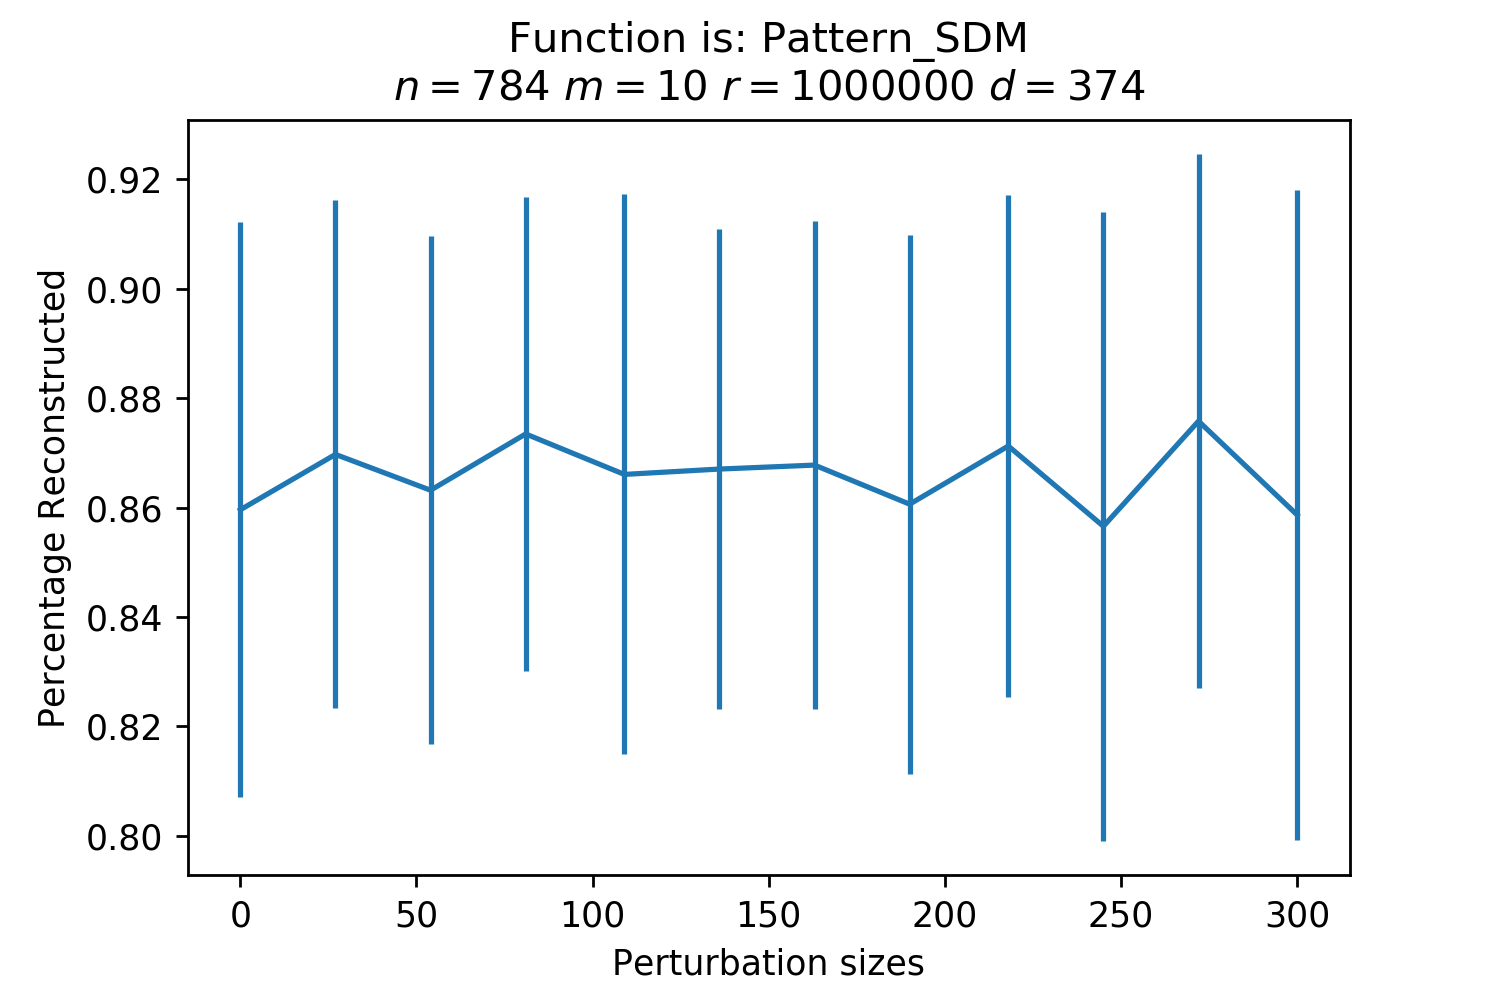 Function is: Pattern_SDM
n = 784 m = 10 r = 1000000 d = 374
0.92
0.90
0.88
0.86
0.84
0.82
0.80
Percentage Reconstructed
0 50 100 150 200 250 300
Perturbation sizes